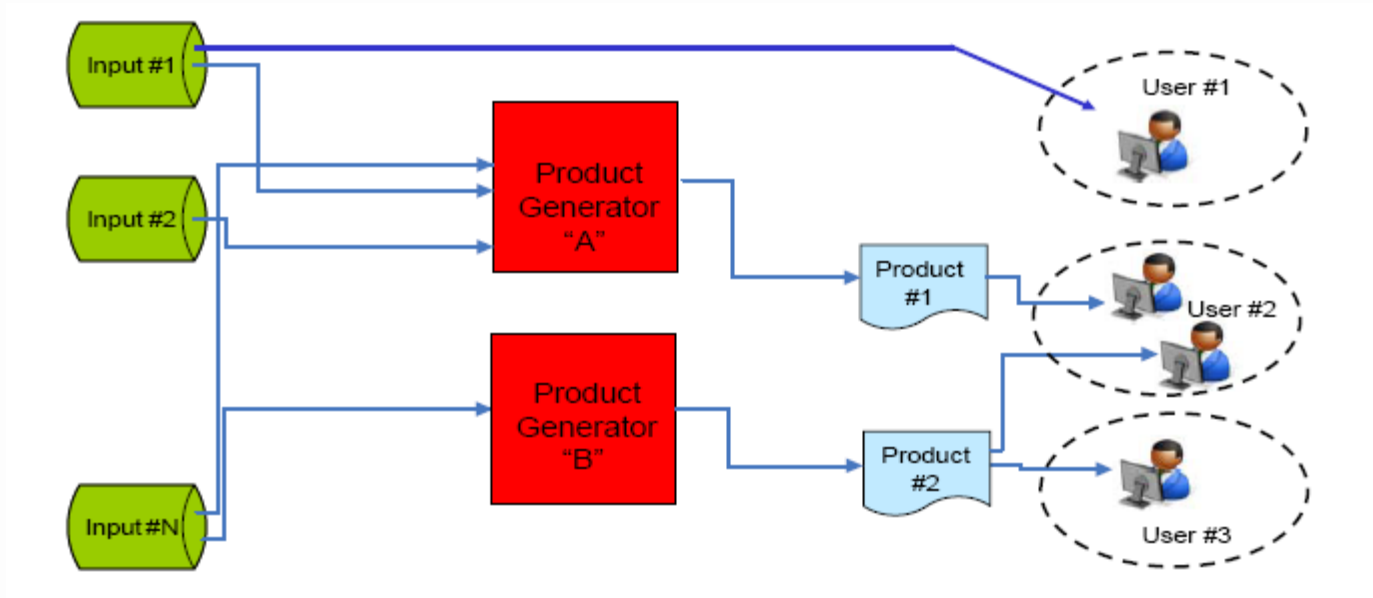 Input #1
User #1
Product
Generator
“A”
Input #2
Product
#1
User #2
Product
Generator
“B”
Product
#2
Input #N
User #3